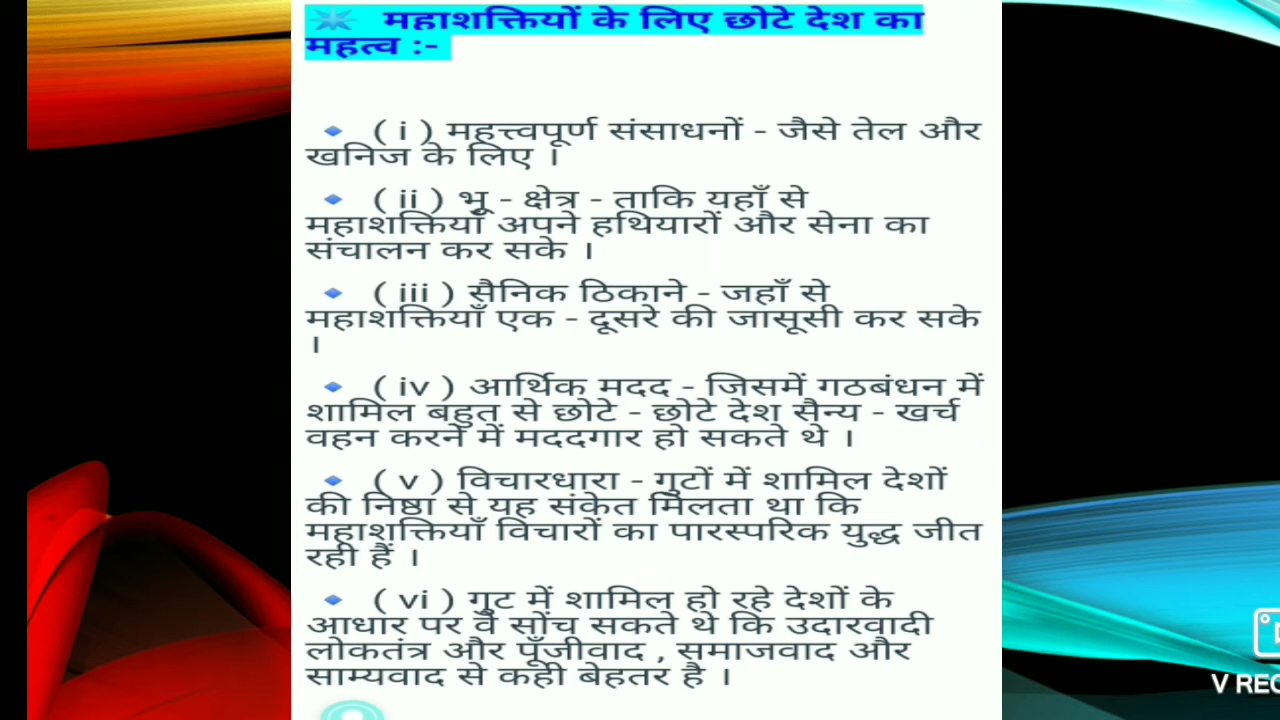 महाशक्तियों के लिए छोटे देश का
महत्व :-
( i ) महत्त्वपूर्ण संसाधनों - जैसे तेल और
खनिज के लिए ।
( ii ) भू - क्षेत्र - ताकि यहाँ से
महाशक्तियाँ अपने हथियारों और सेना का
संचालन कर सके ।
( iii ) सैनिक ठिकाने - जहाँ से
महाशक्तियाँ एक - दूसरे की जासूसी कर सके
।
( iv ) आर्थिक मदद - जिसमें गठबंधन में
शामिल बहुत से छोटे - छोटे देश सैन्य - खर्च
वहन करने में मददगार हो सकते थे ।
( v ) विचारधारा - गुटों में शामिल देशों
की निष्ठा से यह संकेत मिलता था कि
महाशक्तियाँ विचारों का पारस्परिक युद्ध जीत
रही हैं ।
( vi ) गुट में शामिल हो रहे देशों के
आधार पर वे सोंच सकते थे कि उदारवादी
लोकतंत्र और पूँजीवाद , समाजवाद और
साम्यवाद से कही बेहतर है ।
V REC